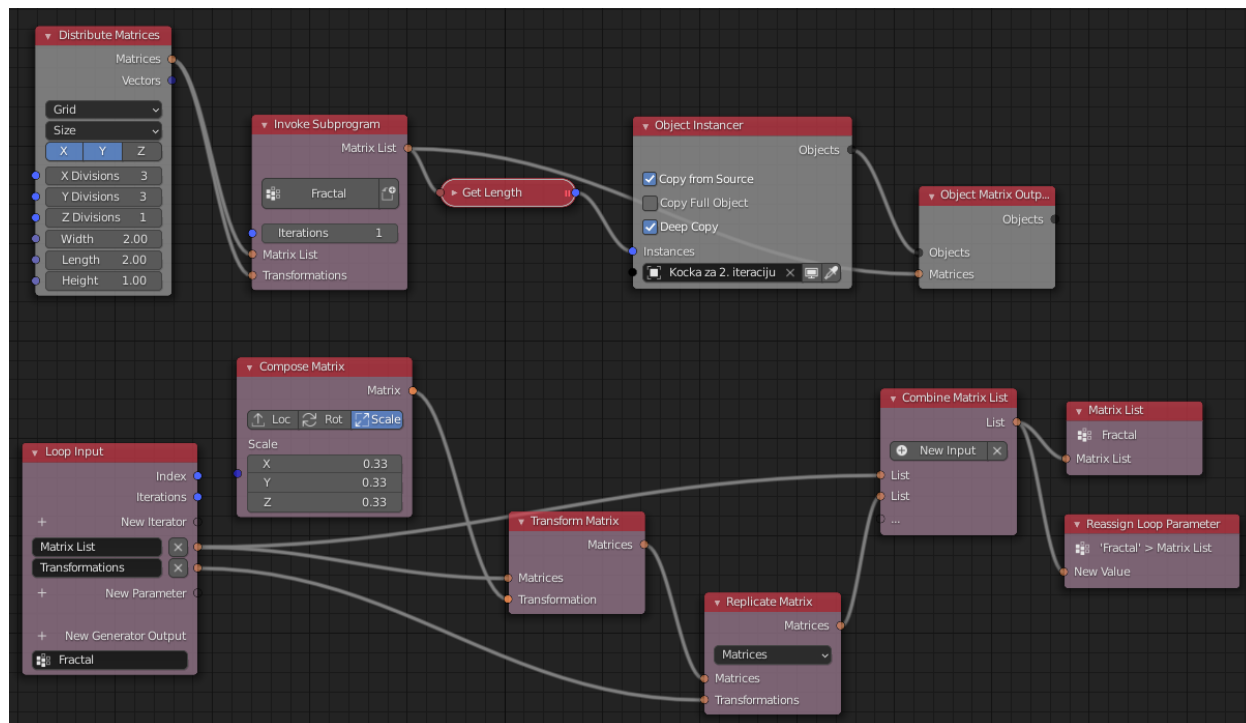 Distribute Matrices
Matrices
Vectors
Grid
Size
X Y Z
X Divisions 3
Y Divisions 3
Z Divisions 1
Width 2.00
Length 2.00
Height 1.00
Invoke Subprogram
Matrix List
Fractal
Iterations 1
Matrix List
Transformations
Get Length
Object Instancer
Objects
Copy from Source
Copy Full Object
Deep Copy
Instances
Kocka za 2. iteraciju
Object Matrix Outp...
Objects
Objects
Matrices
Loop Input
Index
Iterations
New Iterator
Matrix List
Transformations
New Parameter
New Generator Output
Fractal
Compose Matrix
Matrix
Loc Rot Scale
Scale
X 0.33
Y 0.33
Z 0.33
Transform Matrix
Matrices
Matrices
Transformation
Replicate Matrix
Matrices
Matrices
Matrices
Transformations
Combine Matrix List
List
New Input
List
List
...
Matrix List
Fractal
Matrix List
Reassign Loop Parameter
'Fractal' > Matrix List
New Value